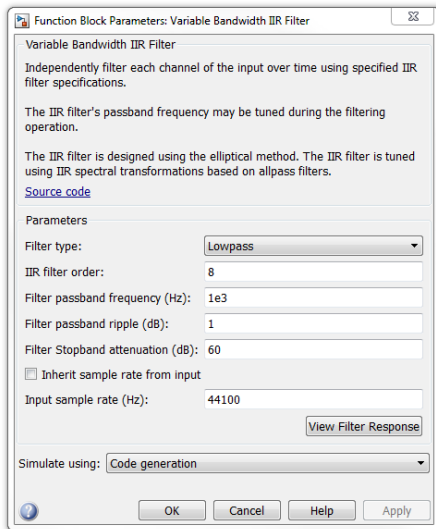 Function Block Parameters: Variable Bandwidth IIR Filter
Variable Bandwidth IIR Filter
Independently filter each channel of the input over time using specified IIR
filter specifications.
The IIR filter's passband frequency may be tuned during the filtering
operation.
The IIR filter is designed using the elliptical method. The IIR filter is tuned
using IIR spectral transformations based on allpass filters.
Source code
Parameters
Filter type: Lowpass
IIR filter order: 8
Filter passband frequency (Hz): 1e3
Filter passband ripple (dB): 1
Filter Stopband attenuation (dB): 60
Inherit sample rate from input
Input sample rate (Hz): 44100
View Filter Response
Simulate using: Code generation
OK Cancel Help Apply